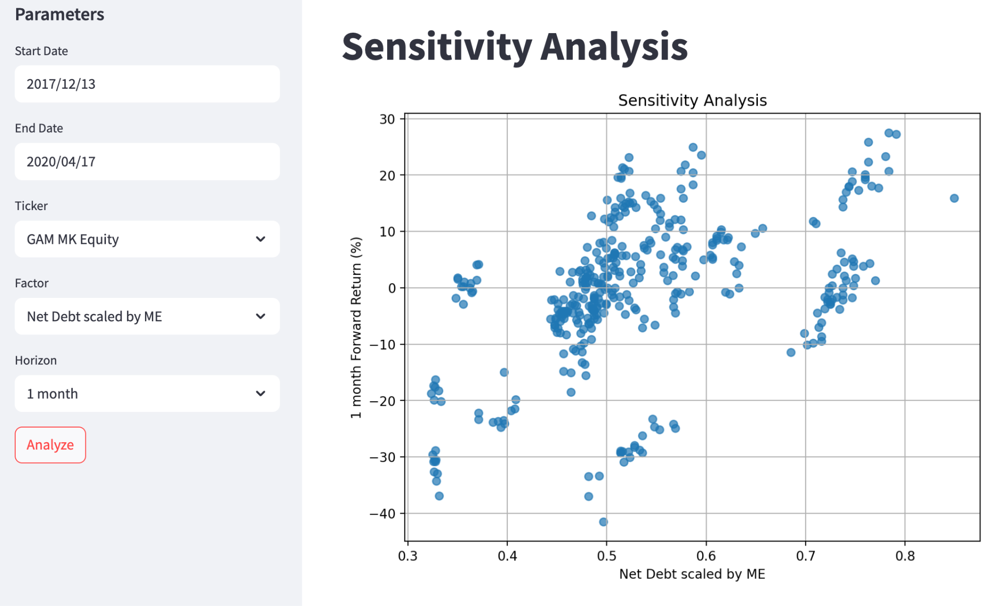 Parameters
Start Date
2017/12/13
End Date
2020/04/17
Ticker
GAM MK Equity
Factor
Net Debt scaled by ME
Horizon
1 month
Analyze
Sensitivity Analysis
Sensitivity Analysis
1 month Forward Return (%)
30
20
10
0
−10
−20
−30
−40
0.3 0.4 0.5 0.6 0.7 0.8
Net Debt scaled by ME